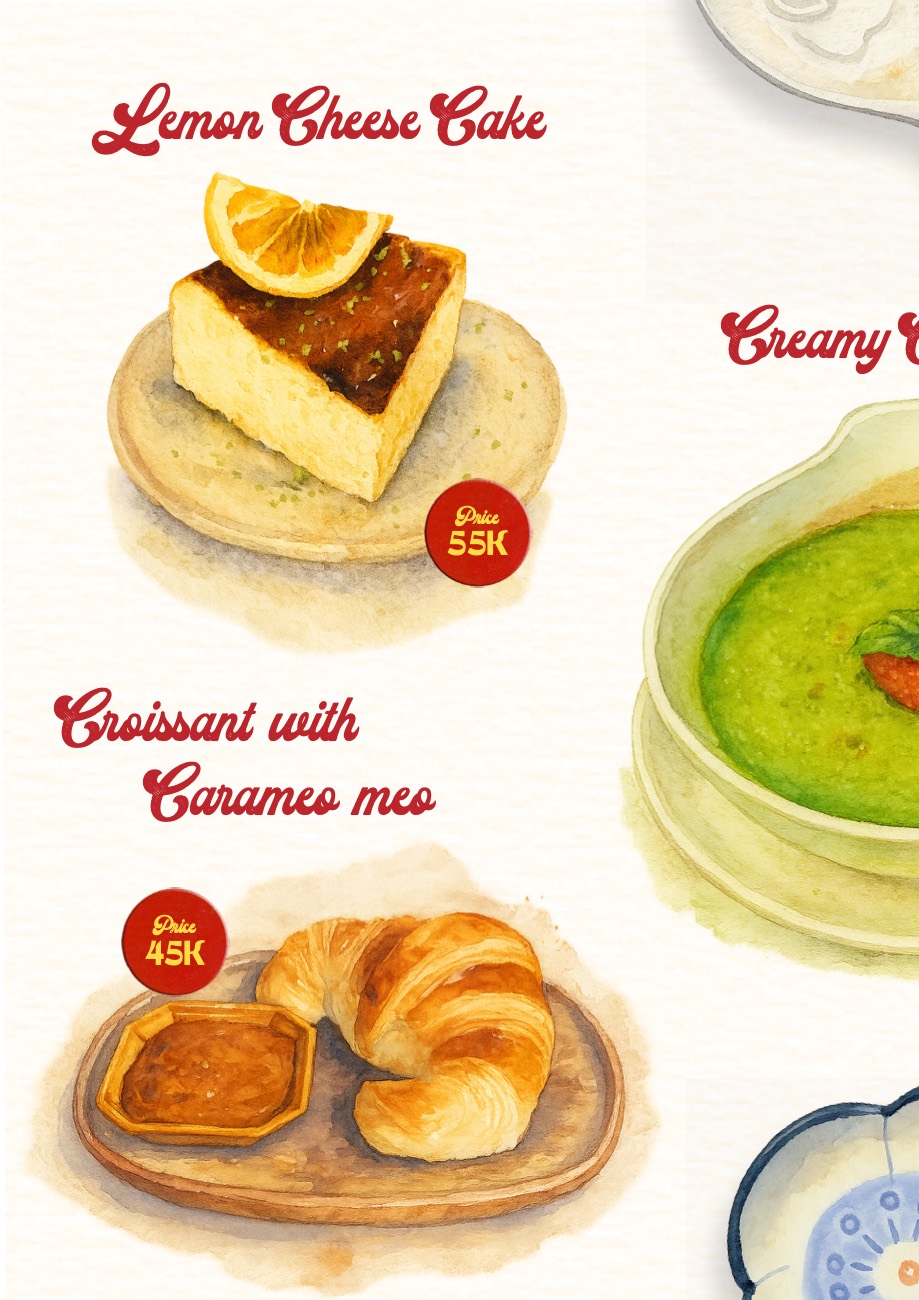 Lemon Cheese Cake
Price
55K
Creamy
Croissant with
Carameo meo
Price
45K